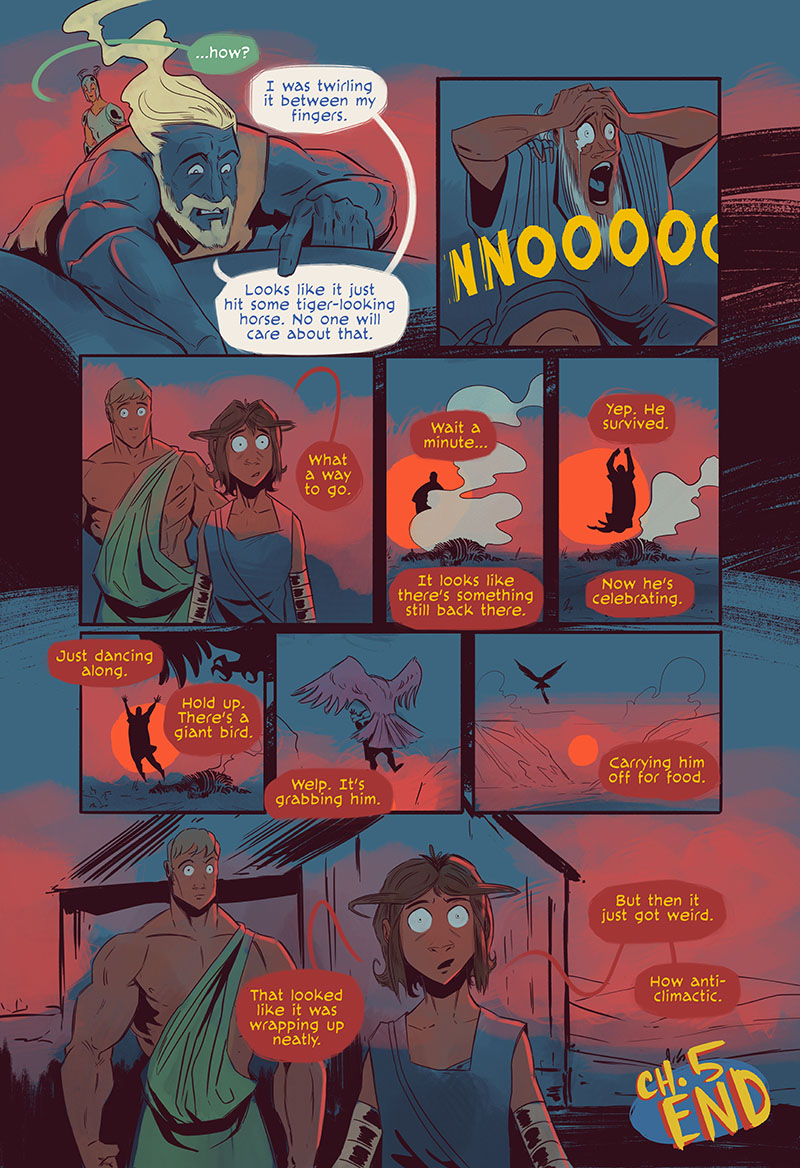 ...how?
I was twirling
it between my
fingers.
Looks like it just
hit some tiger-looking
horse. No one will
care about that.
NNOOOOO
What
a way
to go.
Wait a
minute...
It looks like
there's something
still back there.
Yep. He
survived.
Now he's
celebrating.
Just dancing
along.
Hold up.
There's a
giant bird.
Welp. It's
grabbing him.
Carrying him
off for food.
That looked
like it was
wrapping up
neatly.
But then it
just got weird.
How anti-
climactic.
CH. 5
END